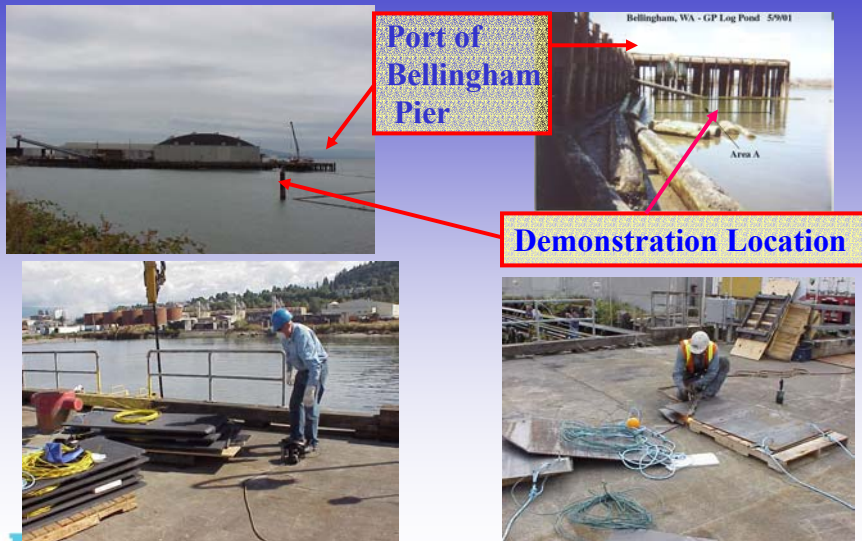 Port of
Bellingham
Pier
Bellingham, WA - GP Log Pond 5/9/01
Area A
Demonstration Location